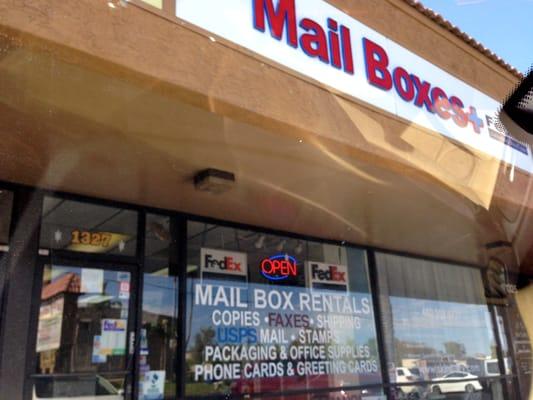 Mail Boxes+
1327
FedEx
OPEN
FedEx
MAIL BOX RENTALS
COPIES • FAXES • SHIPPING
USPS MAIL • STAMPS
PACKAGING & OFFICE SUPPLIES
PHONE CARDS & GREETING CARDS
FedEx